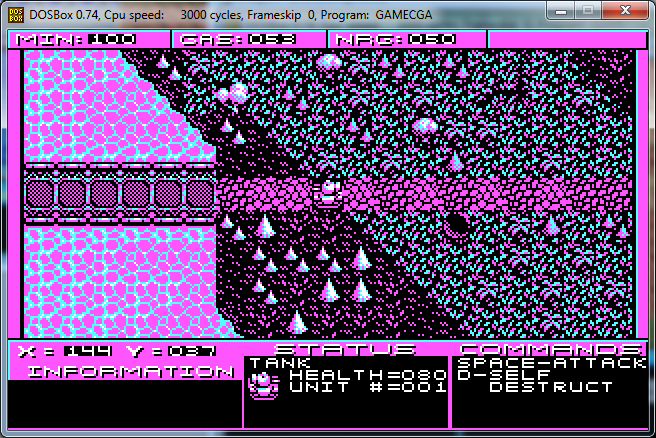 DOSBox 0.74, Cpu speed: 3000 cycles, Frameskip 0, Program: GAMECGA
MIN:100 CAS:053 NRG:050
X = 144 Y = 037
INFORMATION
STATUS
TANK
HEALTH=080
UNIT #=001
COMMANDS
SPACE-ATTACK
D-SELF
DESTRUCT